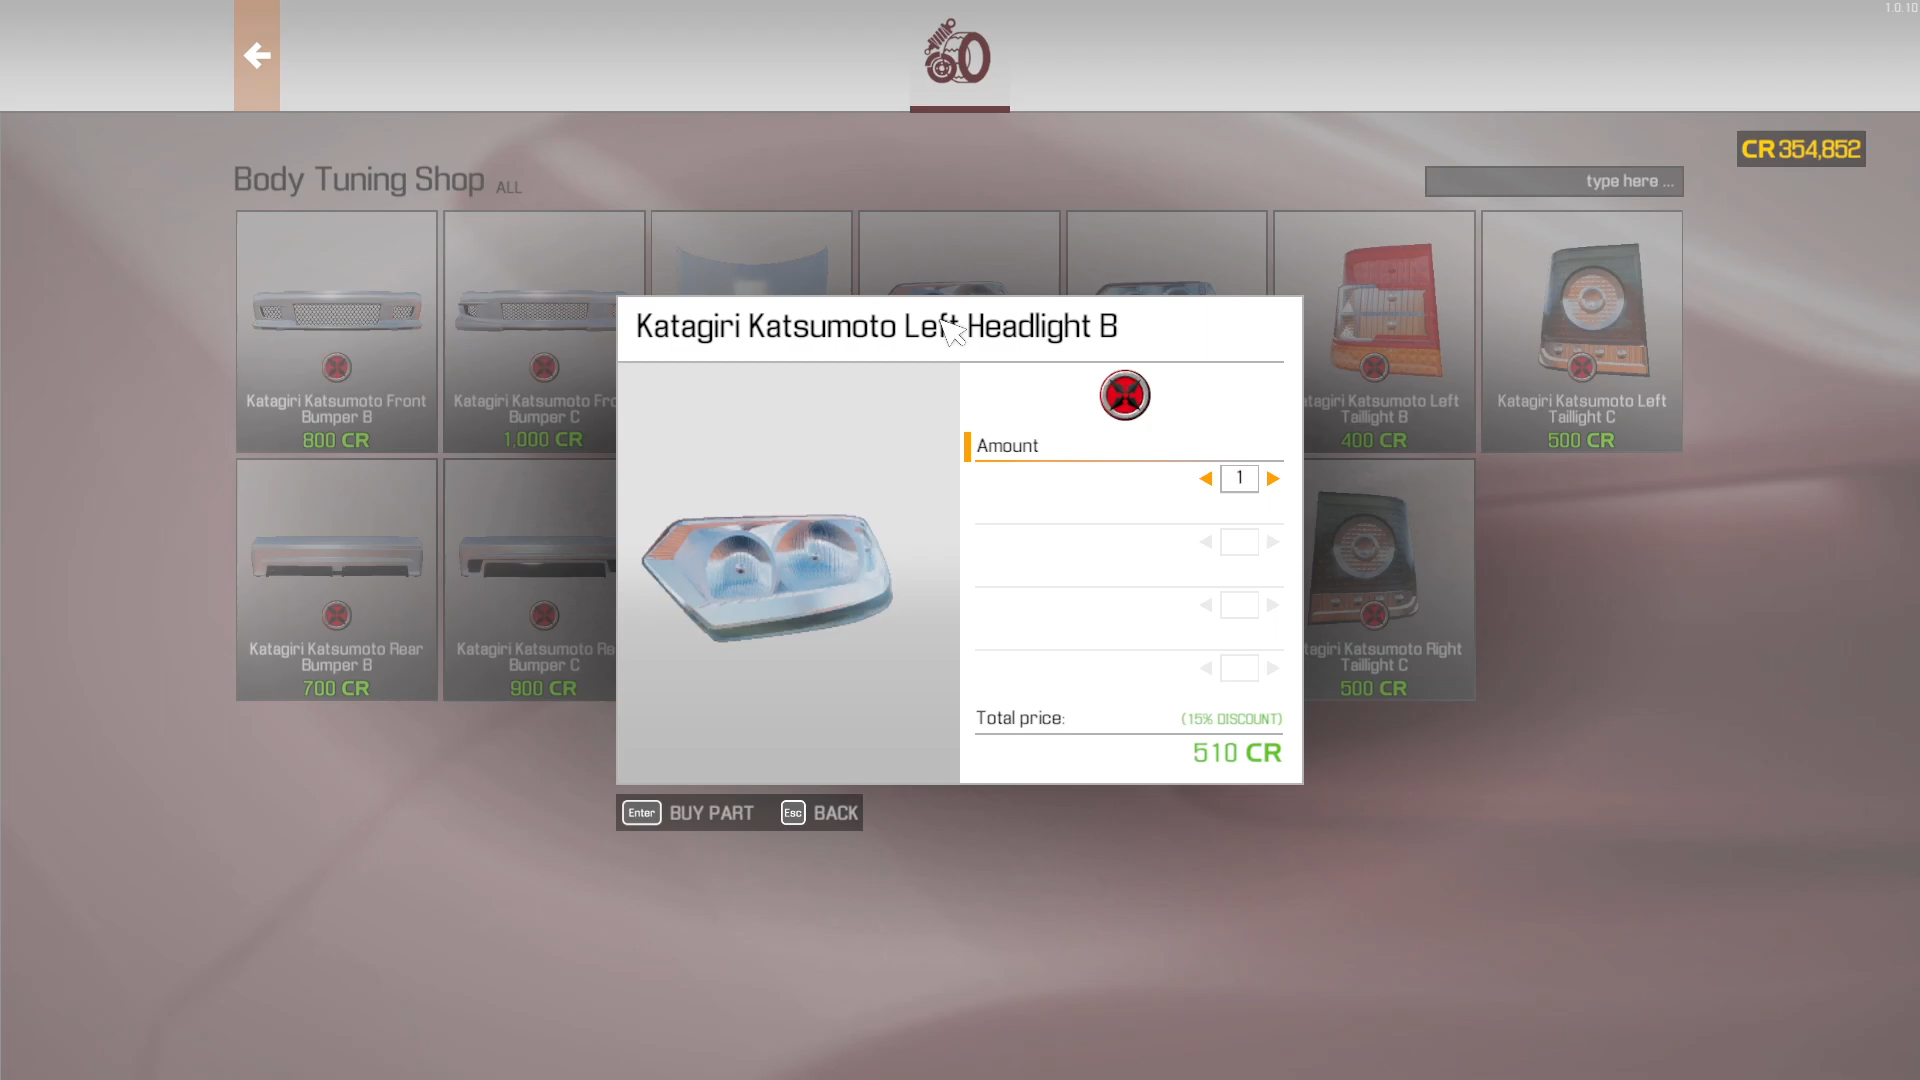 1.0.10
CR 354,852
Body Tuning Shop ALL
type here ...
Katagiri Katsumoto Front
Bumper B
800 CR
Katagiri Katsumoto Fro
Bumper C
1,000 CR
tagiri Katsumoto Left
Taillight B
400 CR
Katagiri Katsumoto Left
Taillight C
500 CR
Katagiri Katsumoto Rear
Bumper B
700 CR
Katagiri Katsumoto Re
Bumper C
900 CR
tagiri Katsumoto Right
Taillight C
500 CR
Katagiri Katsumoto Left Headlight B
Amount
1
Total price:
(15% DISCOUNT)
510 CR
Enter BUY PART Esc BACK